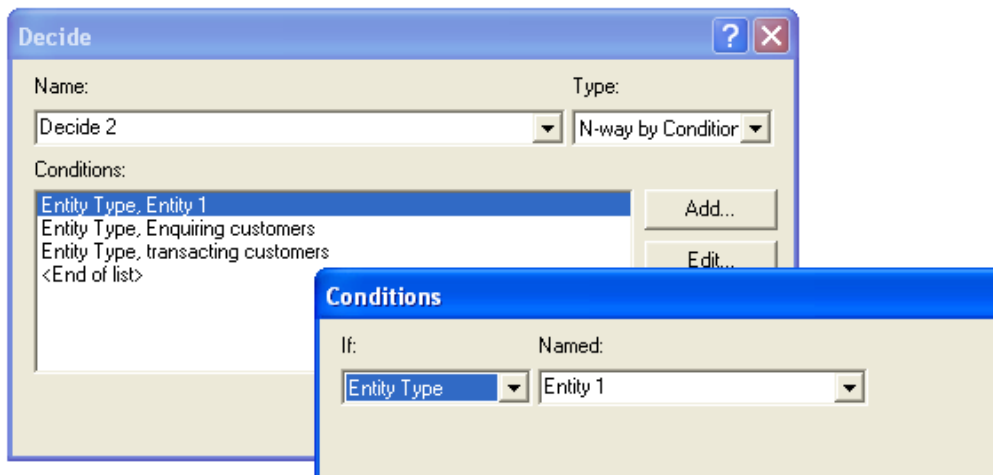 Decide
Name: Type:
Decide 2 N-way by Condition
Conditions:
Entity Type, Entity 1
Entity Type, Enquiring customers
Entity Type, transacting customers
<End of list>
Add...
Edit...
Conditions
If: Named:
Entity Type Entity 1